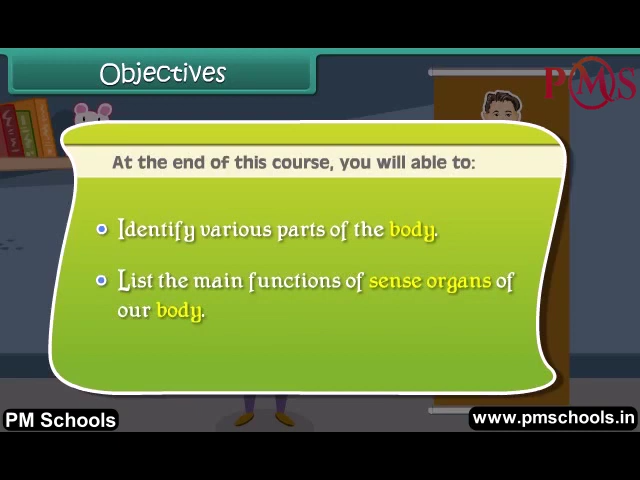 Objectives
PMS
At the end of this course, you will able to:
Identify various parts of the body.
List the main functions of sense organs of
our body.
PM Schools
www.pmschools.in